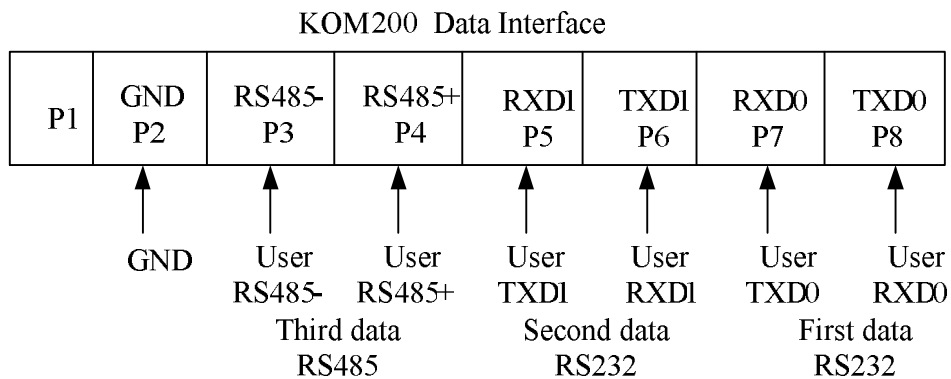 KOM200 Data Interface
P1 GND RS485- RS485+ RXD1 TXD1 RXD0 TXD0
P2 P3 P4 P5 P6 P7 P8
GND User User User User User User
RS485- RS485+ TXD1 RXD1 TXD0 RXD0
Third data Second data First data
RS485 RS232 RS232